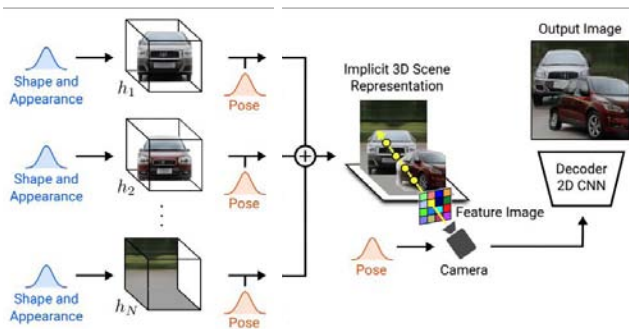 Shape and
Appearance
h1
Pose
Shape and
Appearance
h2
Pose
Shape and
Appearance
hN
Pose
Implicit 3D Scene
Representation
Feature Image
Pose
Camera
Output Image
Decoder
2D CNN